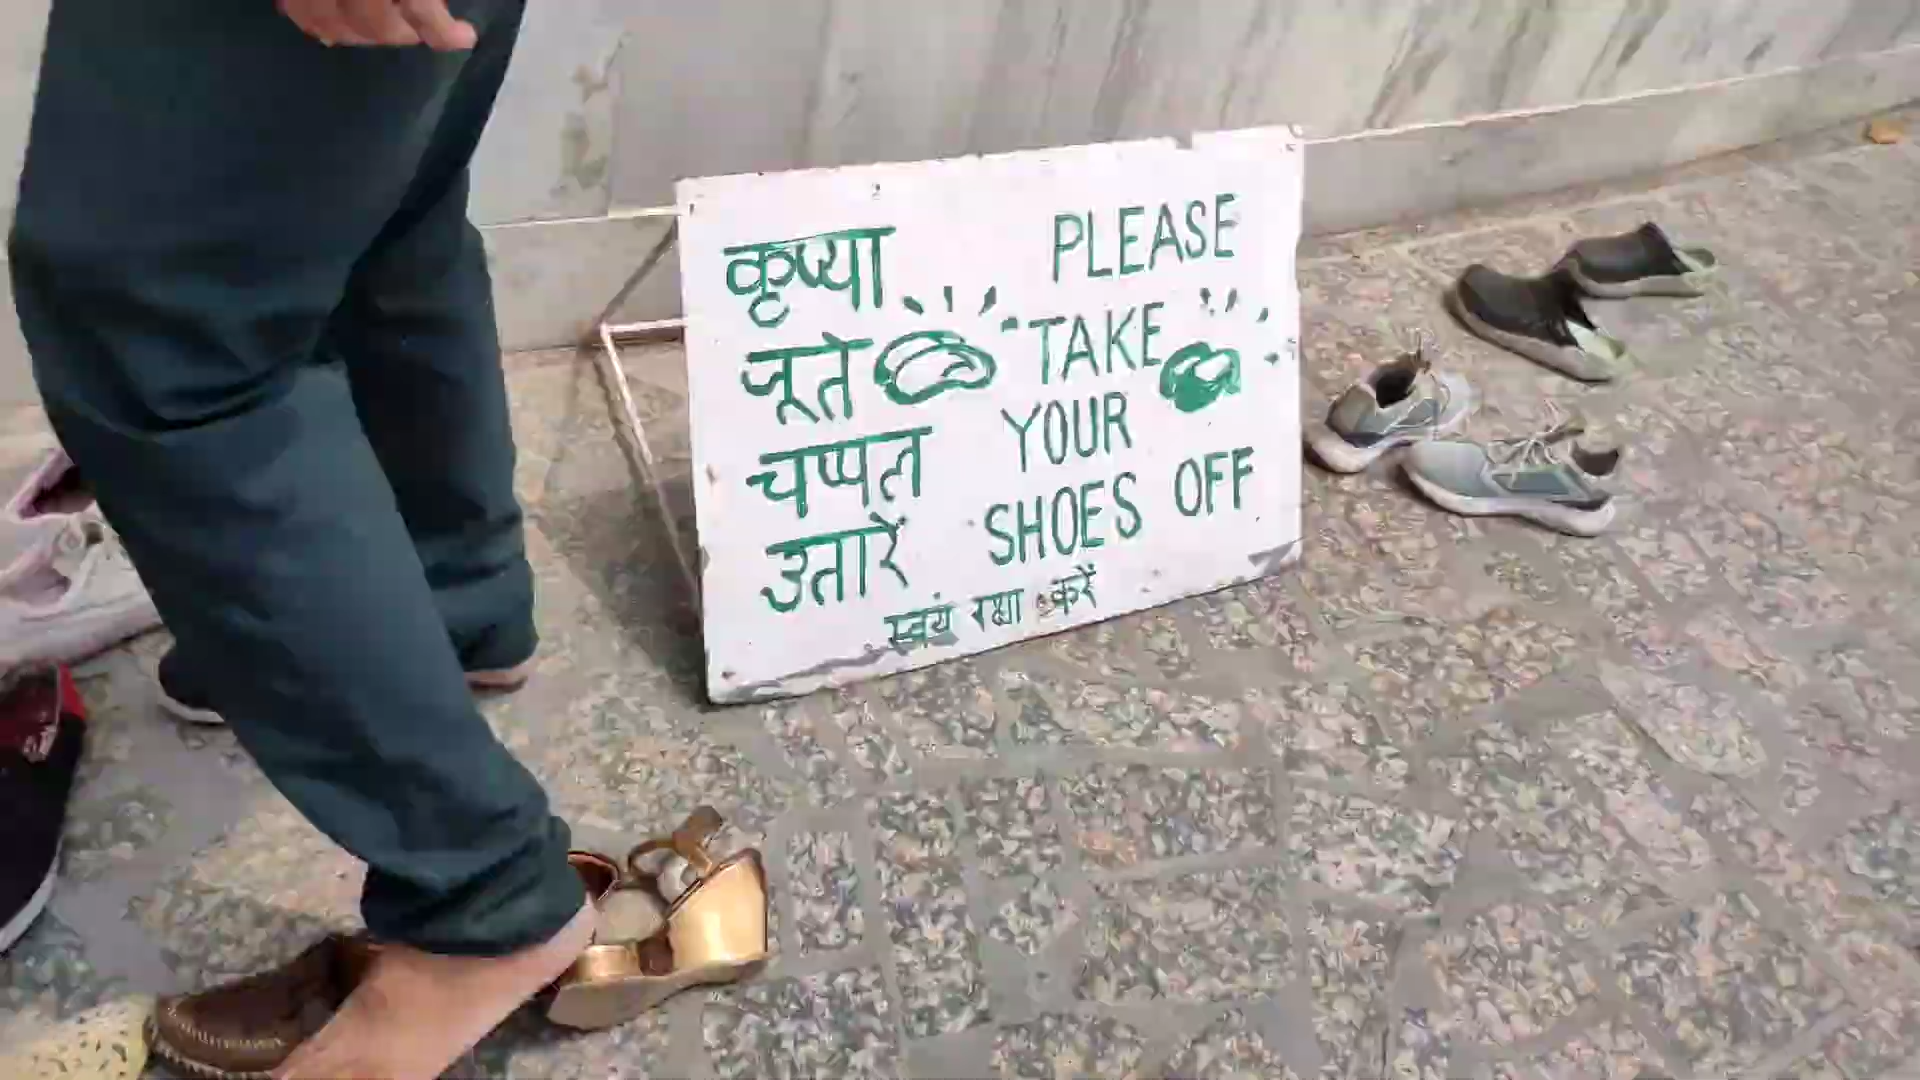 कृप्या
जूते
चप्पल
उतारें
PLEASE
TAKE
YOUR
SHOES OFF
स्वयं रक्षा करें